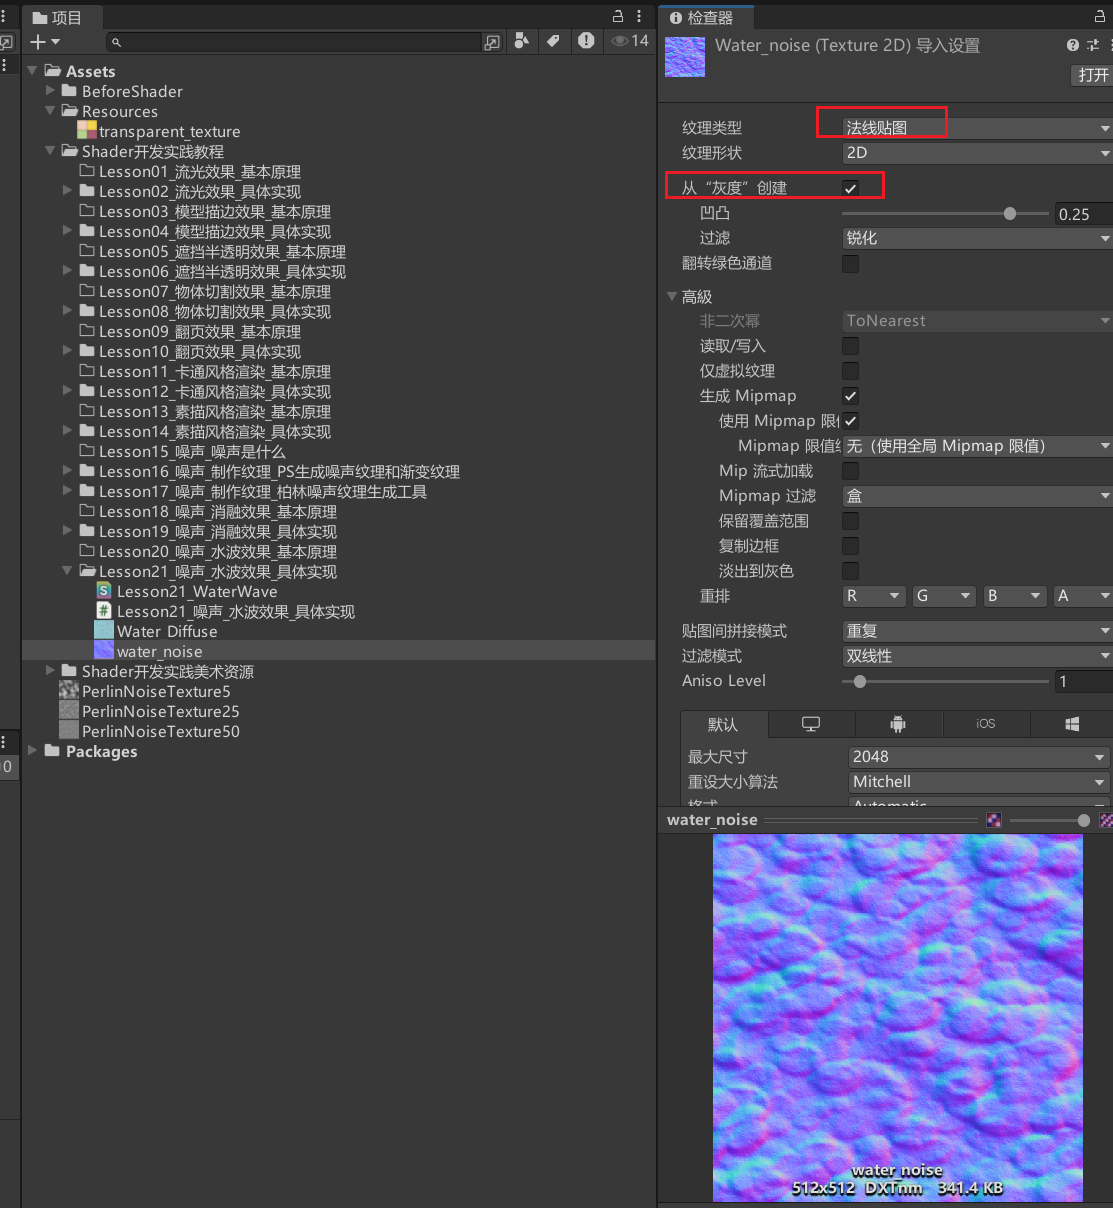 项目
14
Assets
BeforeShader
Resources
transparent_texture
Shader开发实践教程
Lesson01_流光效果_基本原理
Lesson02_流光效果_具体实现
Lesson03_模型描边效果_基本原理
Lesson04_模型描边效果_具体实现
Lesson05_遮挡半透明效果_基本原理
Lesson06_遮挡半透明效果_具体实现
Lesson07_物体切割效果_基本原理
Lesson08_物体切割效果_具体实现
Lesson09_翻页效果_基本原理
Lesson10_翻页效果_具体实现
Lesson11_卡通风格渲染_基本原理
Lesson12_卡通风格渲染_具体实现
Lesson13_素描风格渲染_基本原理
Lesson14_素描风格渲染_具体实现
Lesson15_噪声_噪声是什么
Lesson16_噪声_制作纹理_PS生成噪声纹理和渐变纹理
Lesson17_噪声_制作纹理_柏林噪声纹理生成工具
Lesson18_噪声_消融效果_基本原理
Lesson19_噪声_消融效果_具体实现
Lesson20_噪声_水波效果_基本原理
Lesson21_噪声_水波效果_具体实现
Lesson21_WaterWave
Lesson21_噪声_水波效果_具体实现
Water_Diffuse
water_noise
Shader开发实践美术资源
PerlinNoiseTexture5
PerlinNoiseTexture25
PerlinNoiseTexture50
Packages
0
检查器
Water_noise (Texture 2D) 导入设置
打开
纹理类型 法线贴图
纹理形状 2D
从“灰度”创建
凹凸 0.25
过滤 锐化
翻转绿色通道
高級
非二次幂 ToNearest
读取/写入
仅虚拟纹理
生成 Mipmap
使用 Mipmap 限
Mipmap 限值 无（使用全局 Mipmap 限值）
Mip 流式加载
Mipmap 过滤 盒
保留覆盖范围
复制边框
淡出到灰色
重排 R G B A
贴图间拼接模式 重复
过滤模式 双线性
Aniso Level 1
默认 iOS
最大尺寸 2048
重设大小算法 Mitchell
格式 Automatic
water_noise
water_noise
512x512 DXTnm 341.4 KB